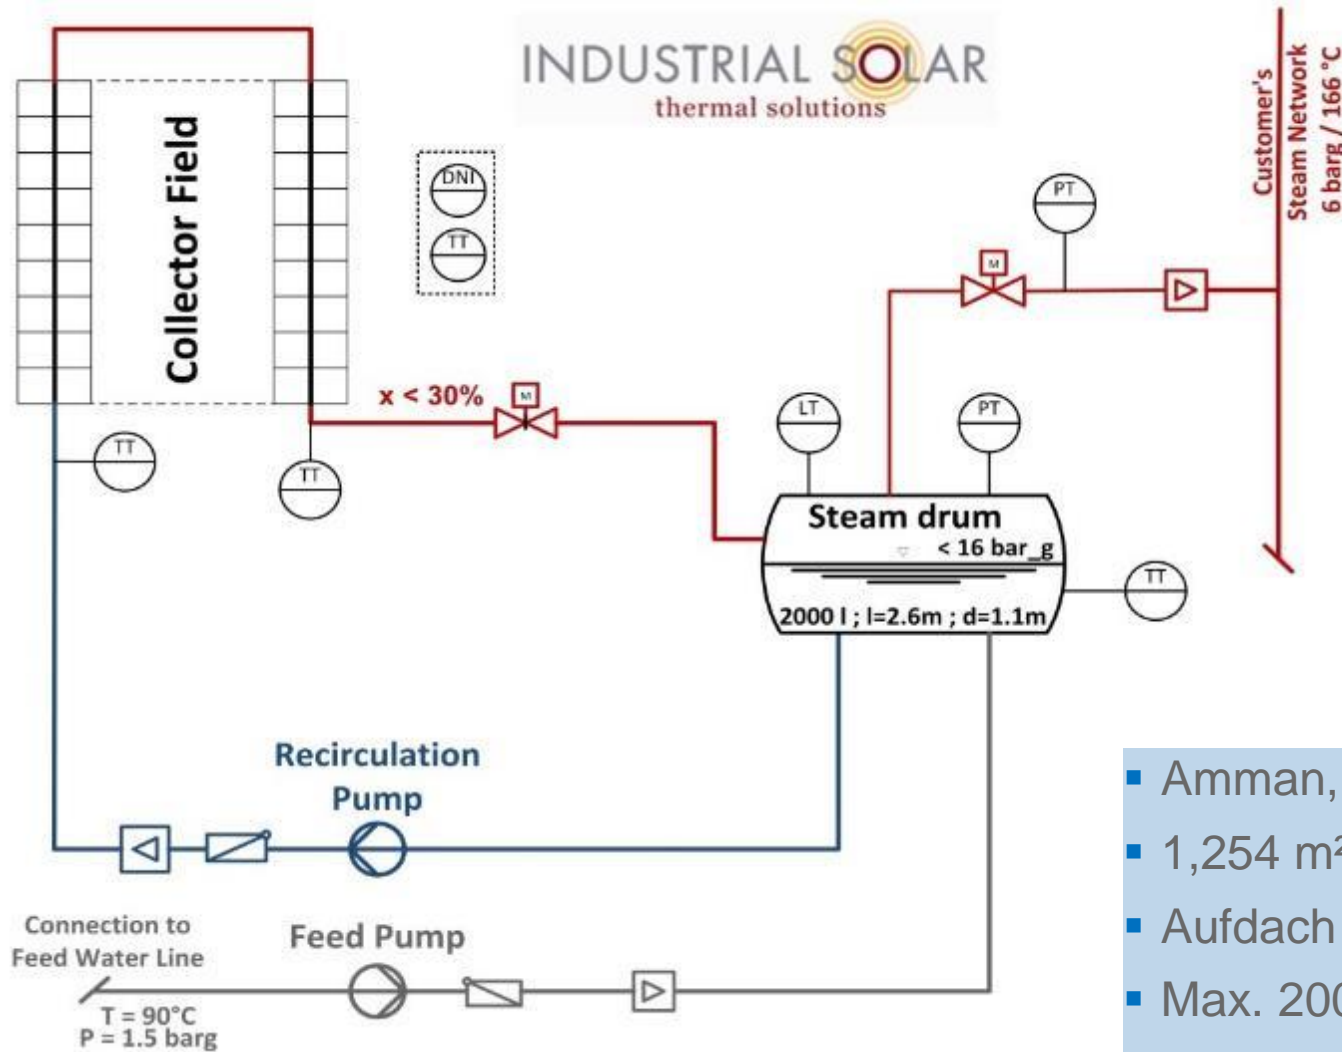 INDUSTRIAL SOLAR
thermal solutions
Customer's
Steam Network
6 barg / 166 °C
Collector Field
DNI
TT
PT
M
x < 30%
M
TT
TT
LT
PT
Steam drum
< 16 bar_g
2000 l ; l=2.6m ; d=1.1m
TT
Recirculation
Pump
Connection to
Feed Water Line
T = 90°C
P = 1.5 barg
Feed Pump
▪ Amman,
▪ 1,254 m²
▪ Aufdach
▪ Max. 200